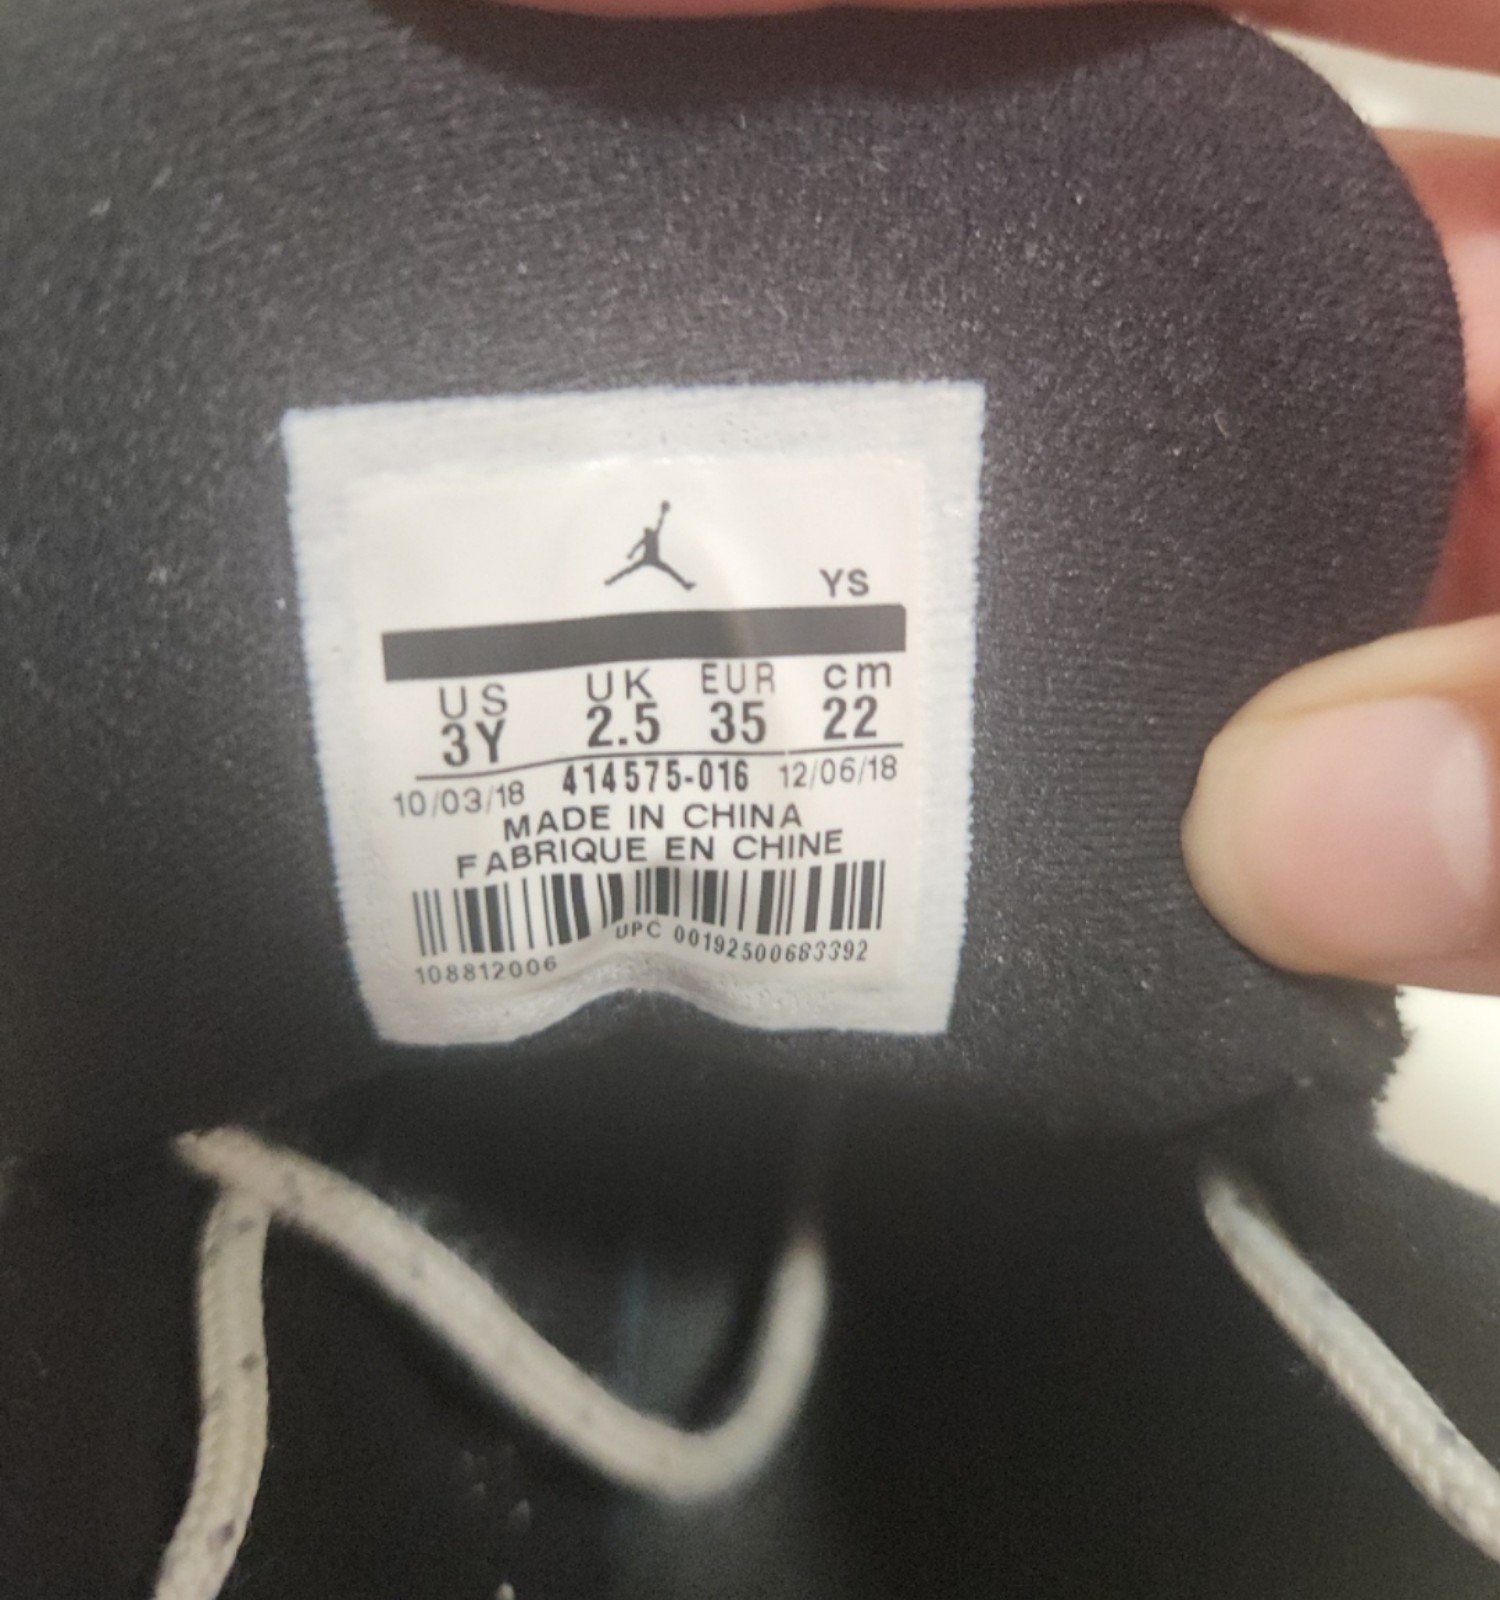 YS
US UK EUR cm
3Y 2.5 35 22
10/03/18 414575-016 12/06/18
MADE IN CHINA
FABRIQUE EN CHINE
108812006 UPC 00192500683392